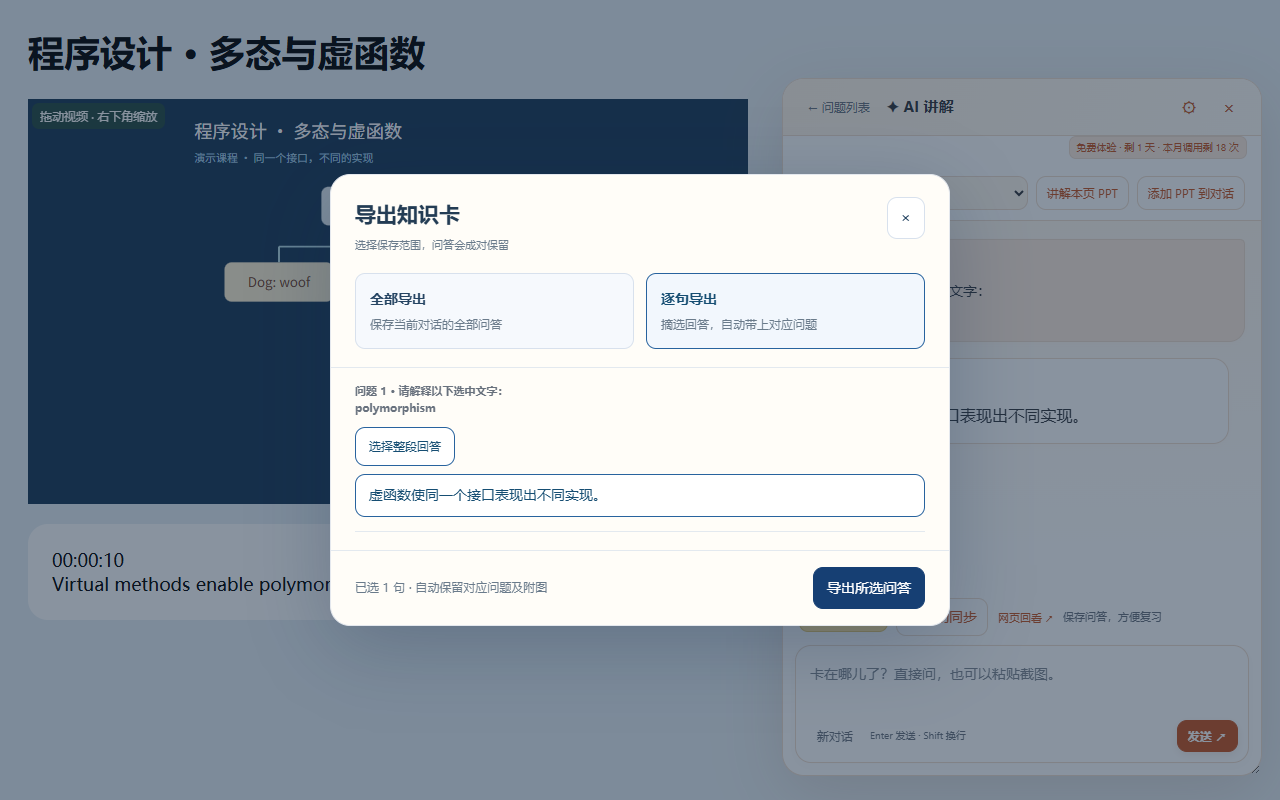 程序设计 · 多态与虚函数
拖动视频 · 右下角缩放
程序设计 · 多态与虚函数
演示课程 · 同一个接口，不同的实现
Dog: woof
00:00:10
Virtual methods enable polymor
← 问题列表
✦ AI 讲解
⚙
×
免费体验 · 剩 1 天 · 本月调用剩 18 次
讲解本页 PPT
添加 PPT 到对话
文字：
口表现出不同实现。
导出知识卡
×
选择保存范围，问答会成对保留
全部导出
保存当前对话的全部问答
逐句导出
摘选回答，自动带上对应问题
问题 1 · 请解释以下选中文字：
polymorphism
选择整段回答
虚函数使同一个接口表现出不同实现。
已选 1 句 · 自动保留对应问题及附图
导出所选问答
同步
网页回看 ↗
保存问答，方便复习
卡在哪儿了？直接问，也可以粘贴截图。
新对话
Enter 发送 · Shift 换行
发送 ↗